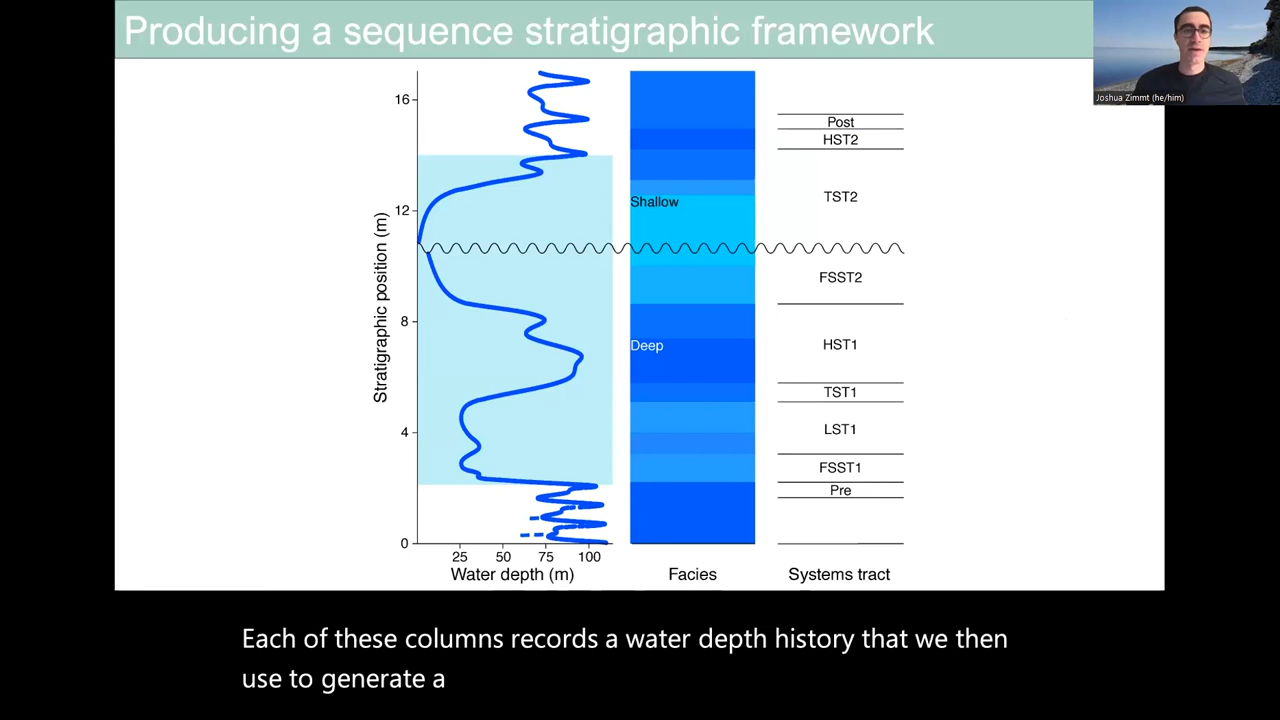 Producing a sequence stratigraphic framework
Joshua Zimmt (he/him)
Stratigraphic position (m)
16
12
8
4
0
25 50 75 100
Water depth (m)
Shallow
Deep
Facies
Post
HST2
TST2
FSST2
HST1
TST1
LST1
FSST1
Pre
Systems tract
Each of these columns records a water depth history that we then
use to generate a